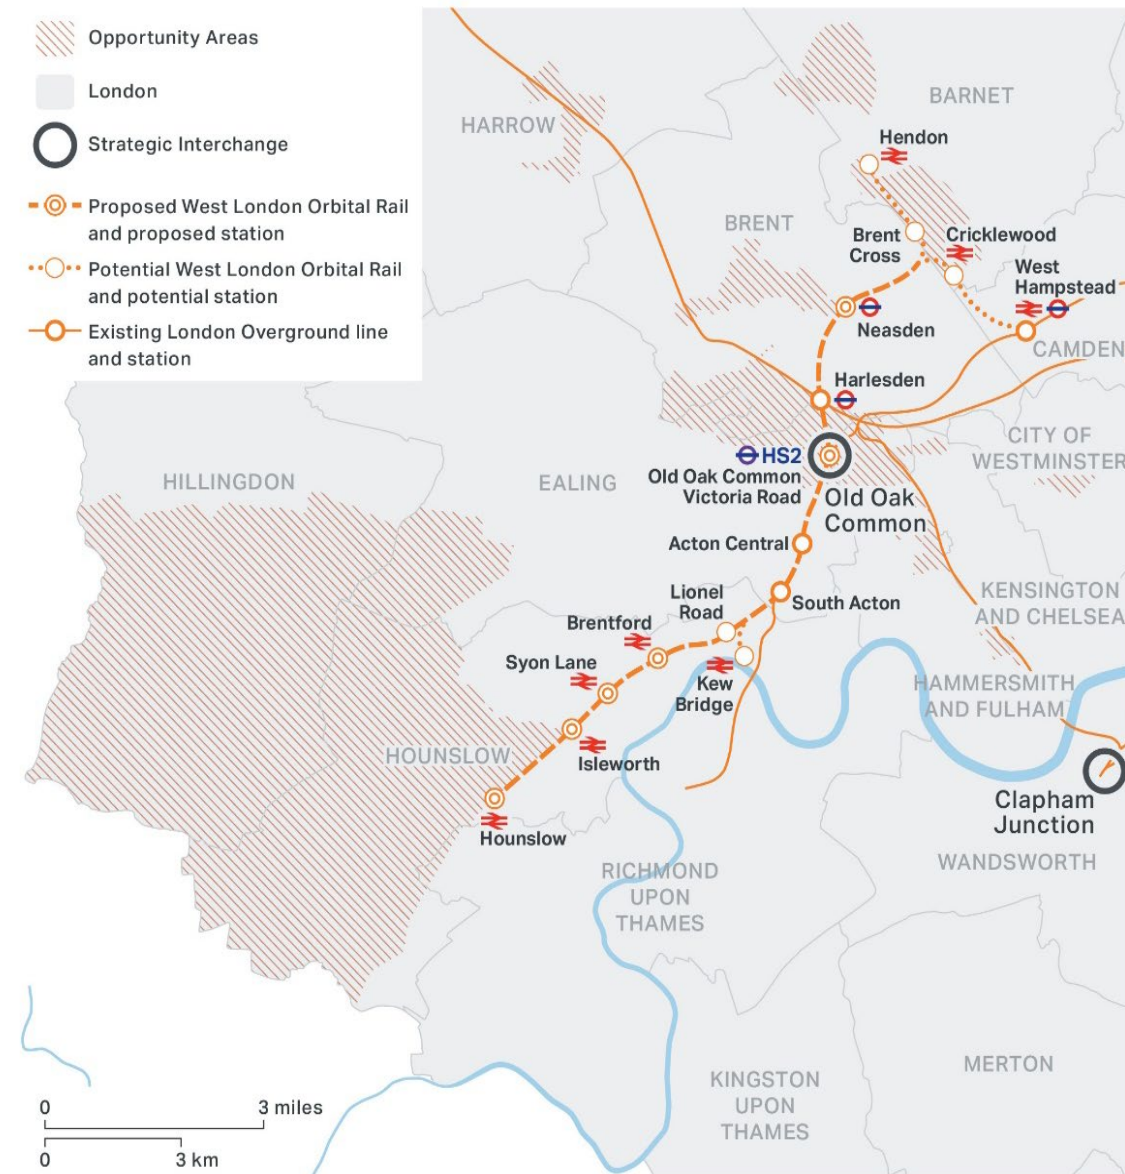 Opportunity Areas
London
Strategic Interchange
Proposed West London Orbital Rail
and proposed station
Potential West London Orbital Rail
and potential station
Existing London Overground line
and station
HARROW
BARNET
Hendon
BRENT
Brent
Cross
Cricklewood
West
Hampstead
Neasden
CAMDEN
Harlesden
CITY OF
WESTMINSTER
HILLINGDON
EALING
HS2
Old Oak Common
Victoria Road
Old Oak
Common
Acton Central
Lionel
Road
South Acton
KENSINGTON
AND CHELSEA
Brentford
Syon Lane
Kew
Bridge
HAMMERSMITH
AND FULHAM
HOUNSLOW
Isleworth
Hounslow
Clapham
Junction
WANDSWORTH
RICHMOND
UPON
THAMES
MERTON
KINGSTON
UPON
THAMES
0 3 miles
0 3 km